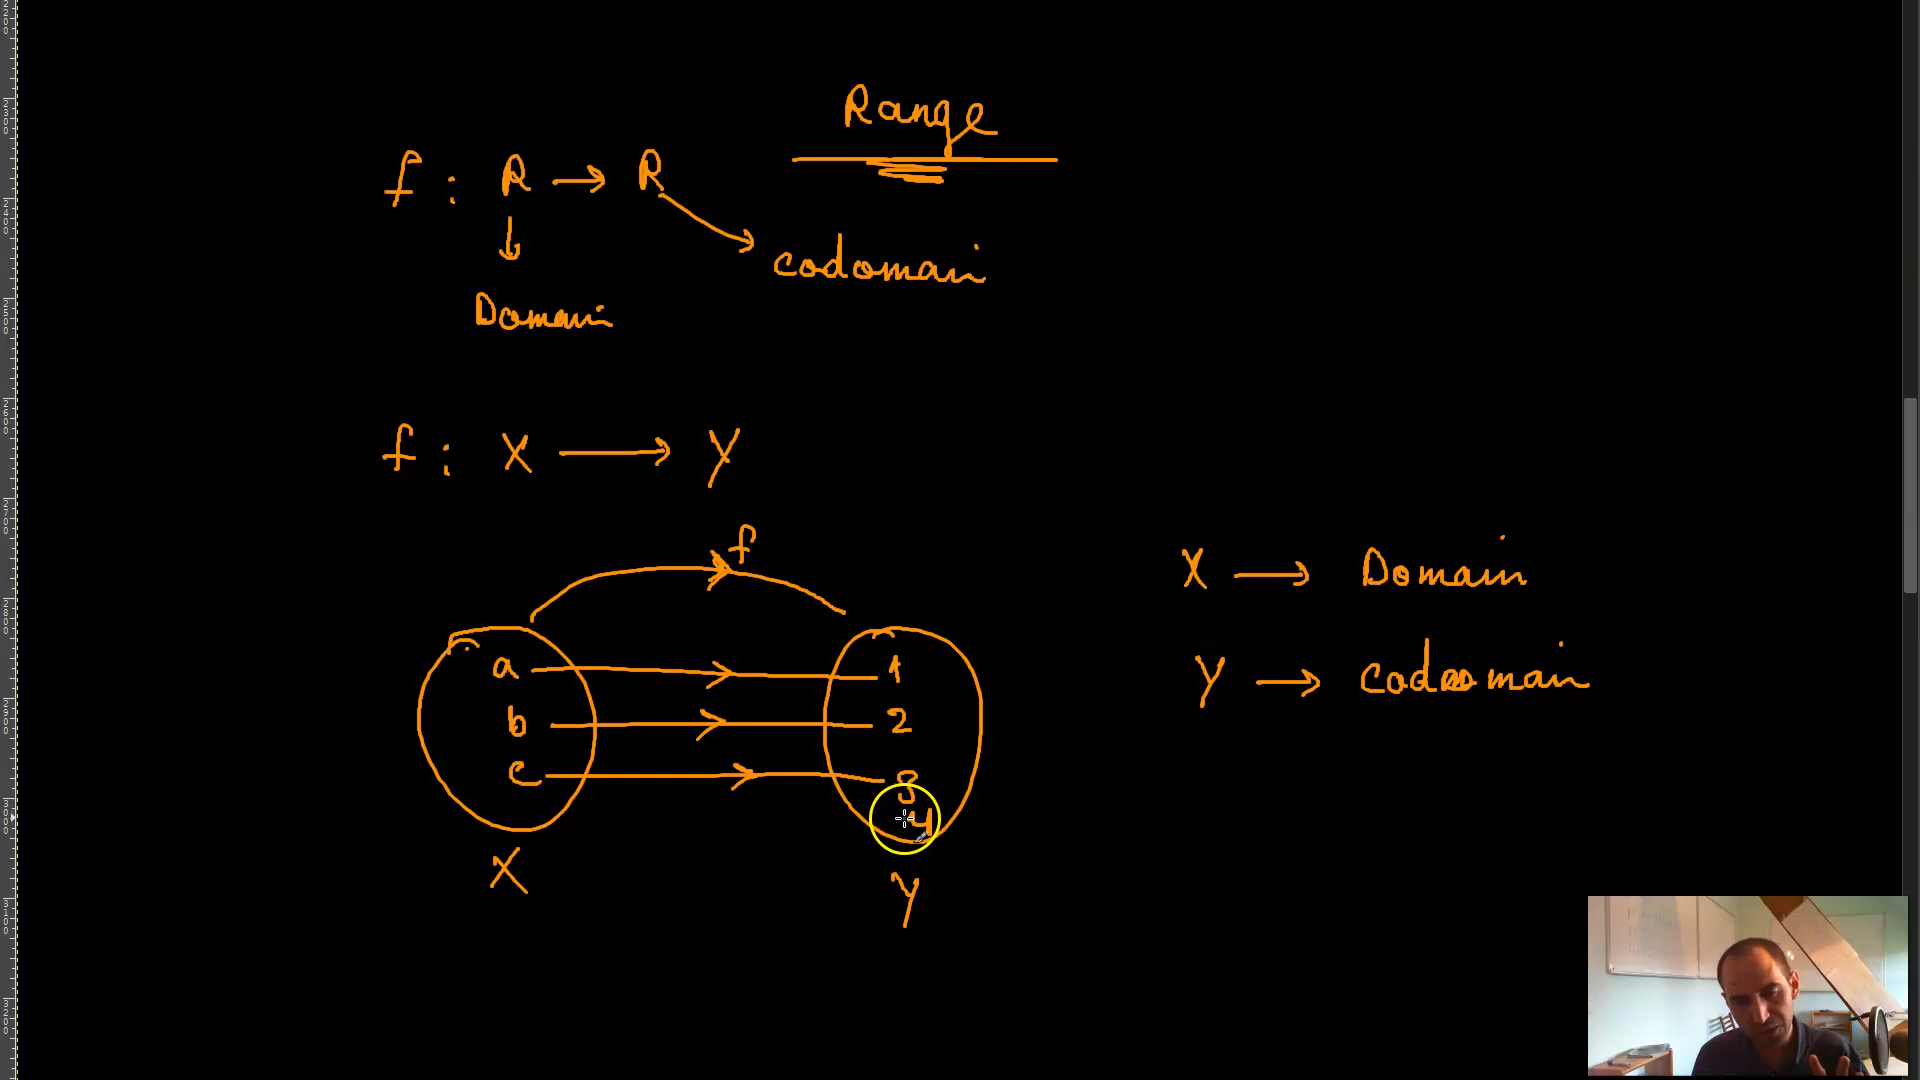 Range
f : R → R
codomain
Domain
f : X → Y
f
a 1
b 2
c 3
4
X Y
X → Domain
Y → codomain